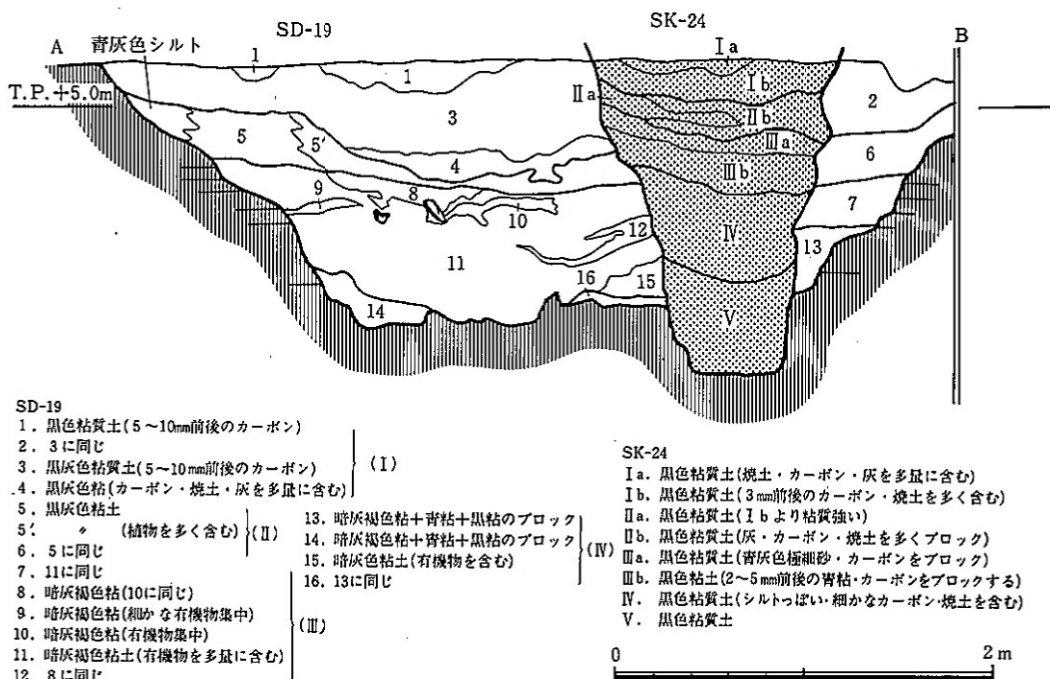 SD-19
SK-24
A
青灰色シルト
B
T.P.+5.0m
1
1
Ⅰa
Ⅰb
2
Ⅱa
Ⅱb
3
Ⅲa
5
5′
4
6
Ⅲb
9
8
10
7
12
Ⅳ
13
11
16
15
14
Ⅴ
SD-19
1. 黒色粘質土(5〜10mm前後のカーボン)
2. 3に同じ
3. 黒灰色粘質土(5〜10mm前後のカーボン)
4. 黒灰色粘(カーボン・焼土・灰を多量に含む)
(Ⅰ)
5. 黒灰色粘土
5′. 〃 (植物を多く含む)
6. 5に同じ
(Ⅱ)
7. 11に同じ
8. 暗灰褐色粘(10に同じ)
9. 暗灰褐色粘(細かな有機物集中)
10. 暗灰褐色粘(有機物集中)
11. 暗灰褐色粘土(有機物を多量に含む)
12. 8に同じ
(Ⅲ)
13. 暗灰褐色粘+青粘+黒粘のブロック
14. 暗灰褐色粘+青粘+黒粘のブロック
15. 暗灰色粘土(有機物を含む)
16. 13に同じ
(Ⅳ)
SK-24
Ⅰa. 黒色粘質土(焼土・カーボン・灰を多量に含む)
Ⅰb. 黒色粘質土(3mm前後のカーボン・焼土を多く含む)
Ⅱa. 黒色粘質土(Ⅰbより粘質強い)
Ⅱb. 黒色粘質土(灰・カーボン・焼土を多くブロック)
Ⅲa. 黒色粘質土(青灰色極細砂・カーボンをブロック)
Ⅲb. 黒色粘土(2〜5mm前後の青粘・カーボンをブロックする)
Ⅳ. 黒色粘質土(シルトっぽい・細かなカーボン・焼土を含む)
Ⅴ. 黒色粘質土
0
2m